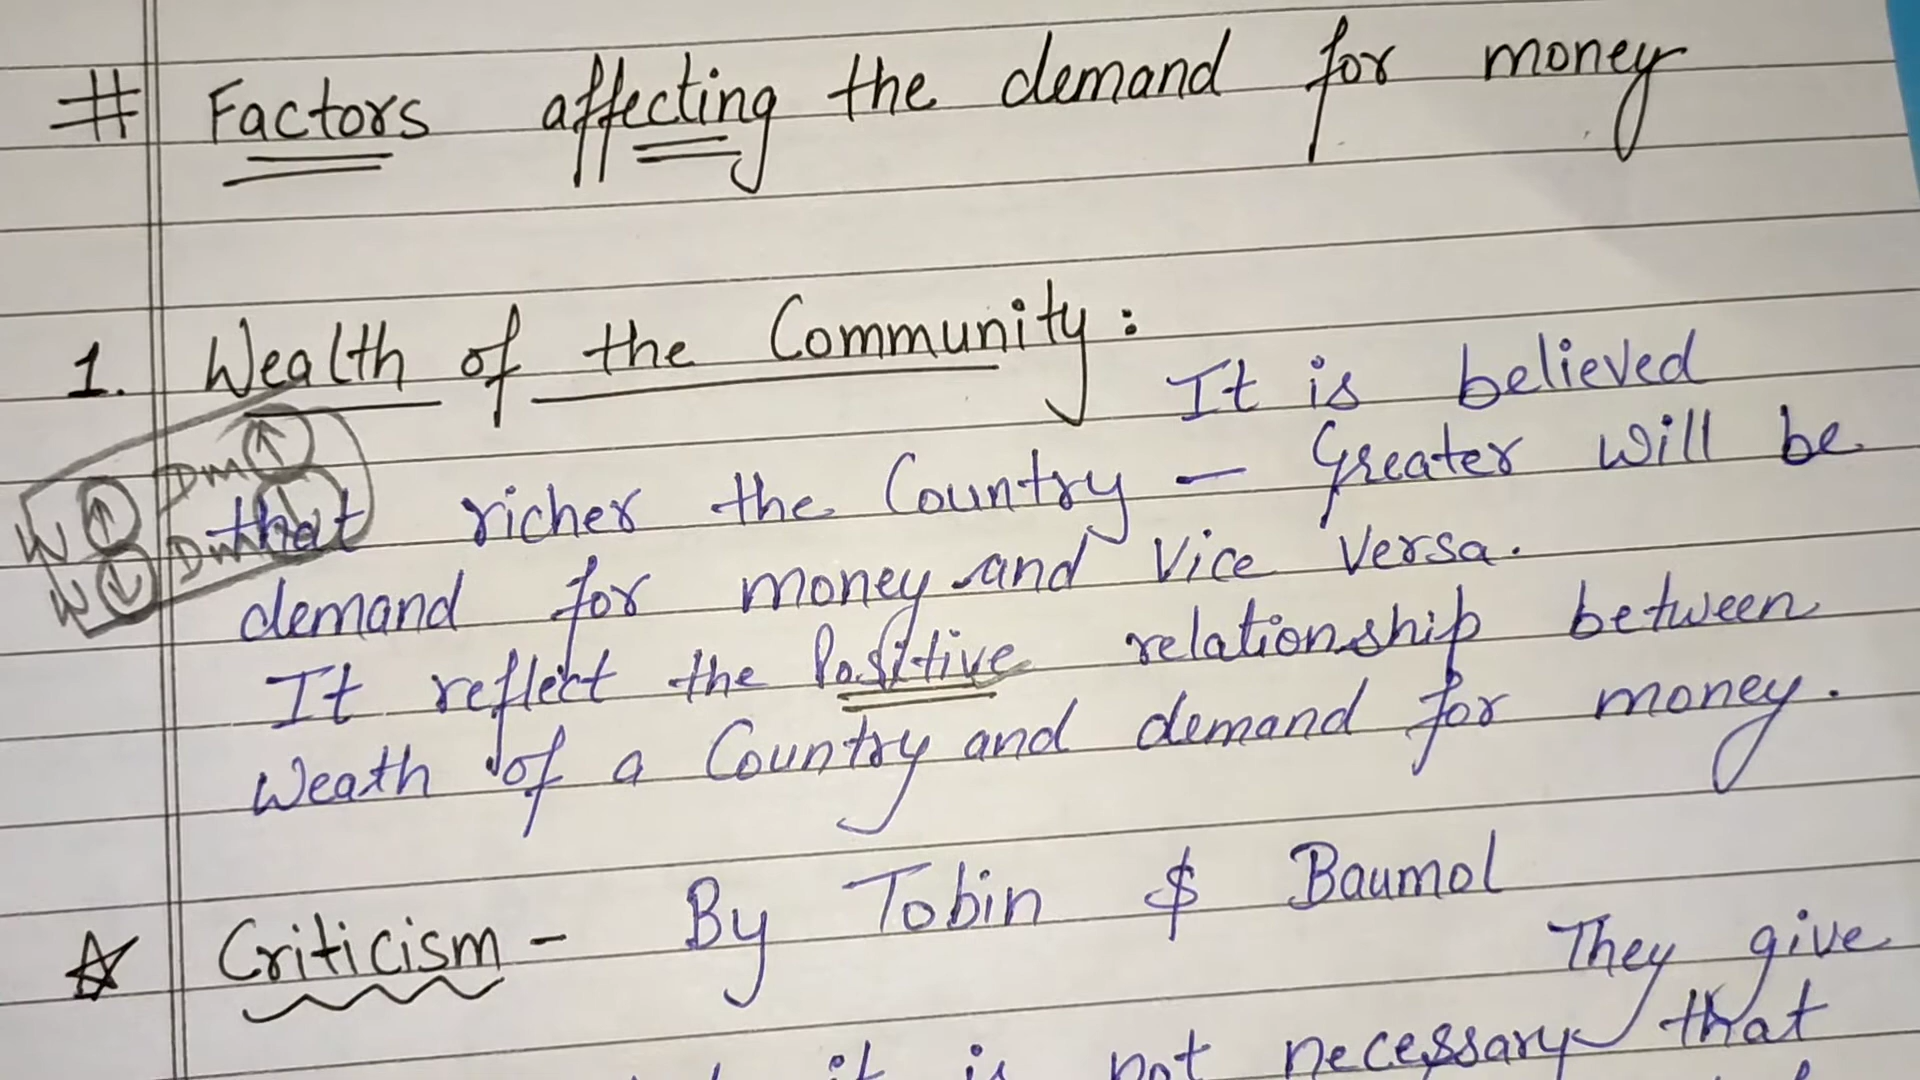 # Factors affecting the demand for money
1. Wealth of the Community :
It is believed
that richer the Country – Greater will be
demand for money and Vice Versa.
It reflect the Positive relationship between
Weath of a Country and demand for money.
W ↑ Dm ↑
W ↓ Dm
☆ Criticism – By Tobin $ Baumol
They give
it is not necessary that